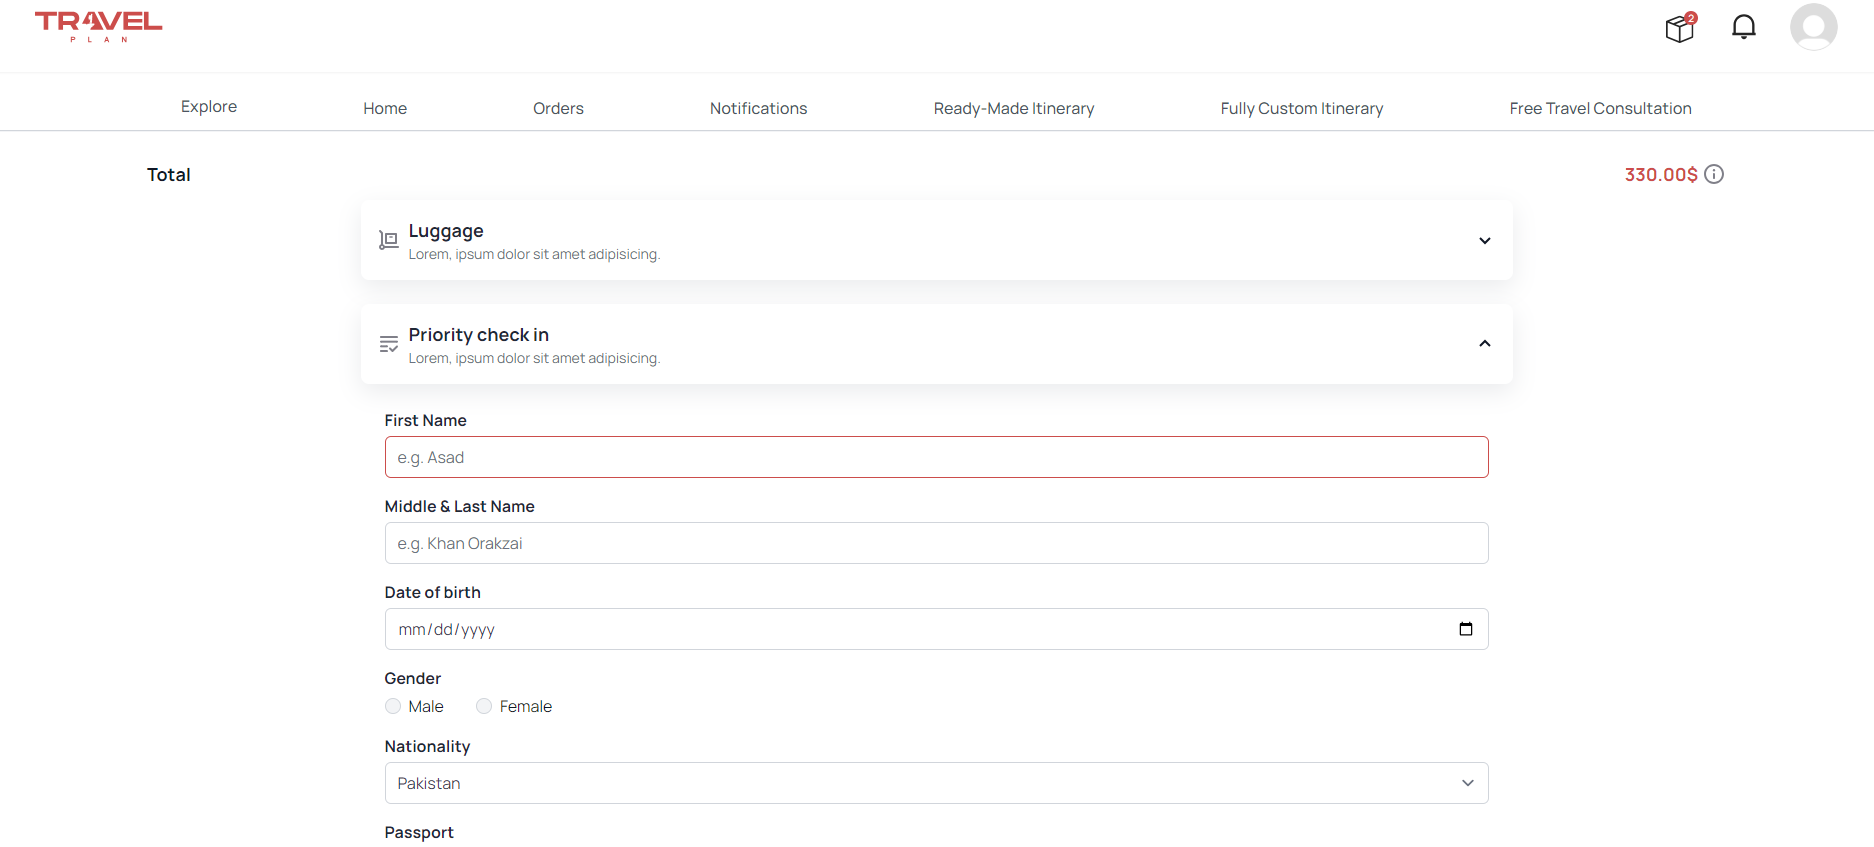 TRAVEL
PLAN
2
Explore Home Orders Notifications Ready-Made Itinerary Fully Custom Itinerary Free Travel Consultation
Total 330.00$
Luggage
Lorem, ipsum dolor sit amet adipisicing.
Priority check in
Lorem, ipsum dolor sit amet adipisicing.
First Name
e.g. Asad
Middle & Last Name
e.g. Khan Orakzai
Date of birth
mm/dd/yyyy
Gender
Male Female
Nationality
Pakistan
Passport